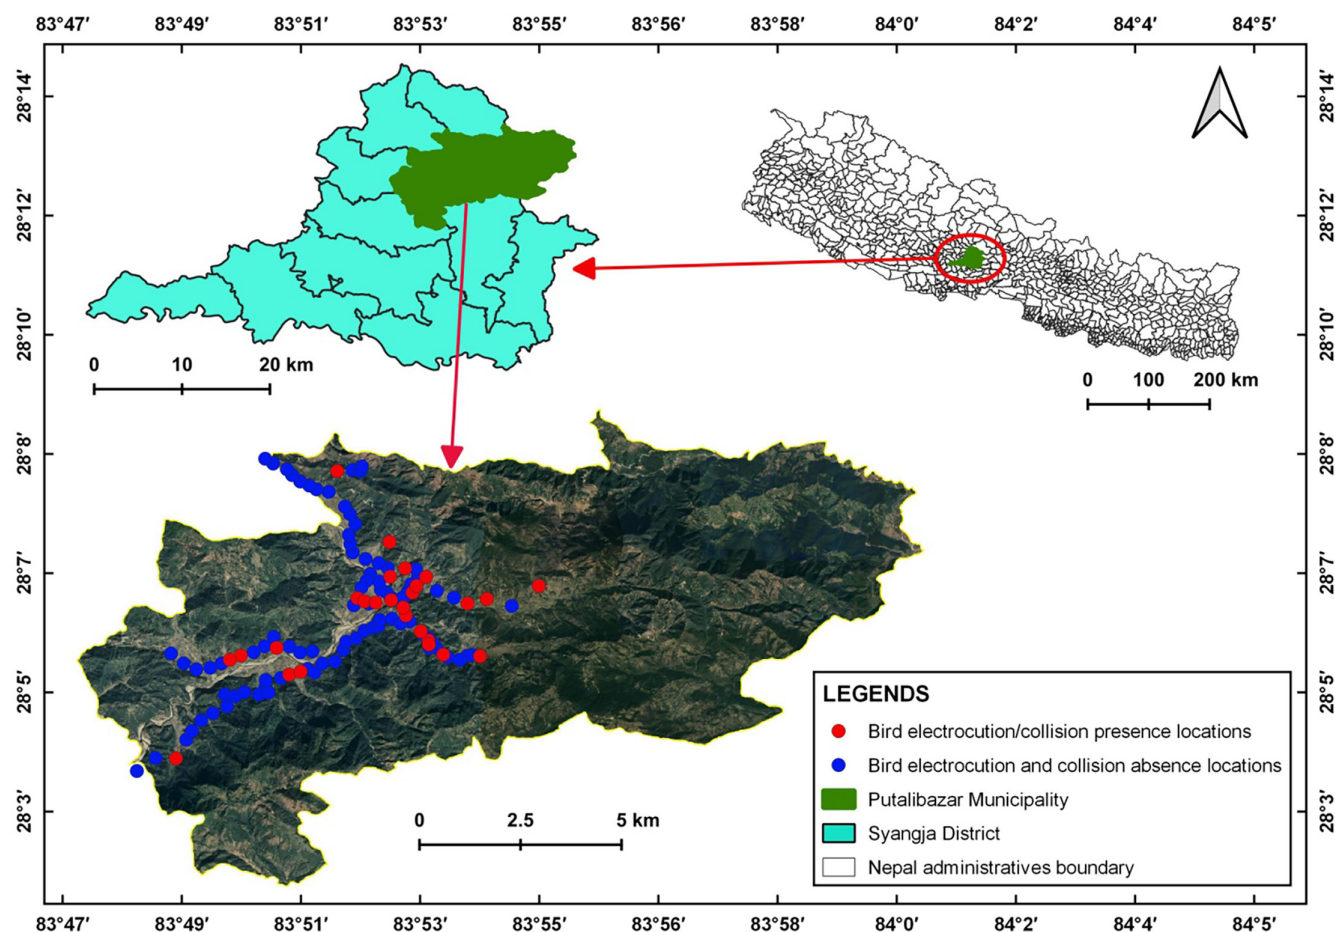 83°47′ 83°49′ 83°51′ 83°53′ 83°55′ 83°56′ 83°58′ 84°0′ 84°2′ 84°4′ 84°5′
28°14′ 28°14′
28°12′ 28°12′
28°10′ 28°10′
0 10 20 km
0 100 200 km
28°8′ 28°8′
28°7′ 28°7′
28°5′ 28°5′
LEGENDS
Bird electrocution/collision presence locations
Bird electrocution and collision absence locations
Putalibazar Municipality
Syangja District
Nepal administratives boundary
0 2.5 5 km
28°3′ 28°3′
83°47′ 83°49′ 83°51′ 83°53′ 83°55′ 83°56′ 83°58′ 84°0′ 84°2′ 84°4′ 84°5′